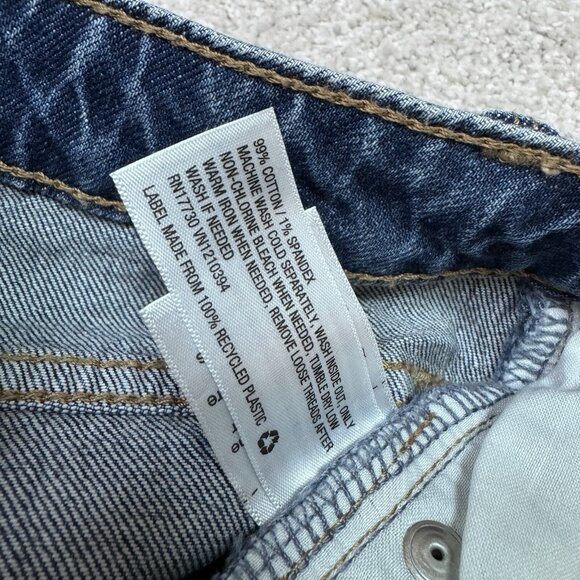 99% COTTON / 1% SPANDEX
MACHINE WASH COLD SEPARATELY, WASH INSIDE OUT, ONLY
NON-CHLORINE BLEACH WHEN NEEDED, TUMBLE DRY LOW
WARM IRON WHEN NEEDED, REMOVE LOOSE THREADS AFTER
WASH IF NEEDED
RN17730 VN1210394
LABEL MADE FROM 100% RECYCLED PLASTIC